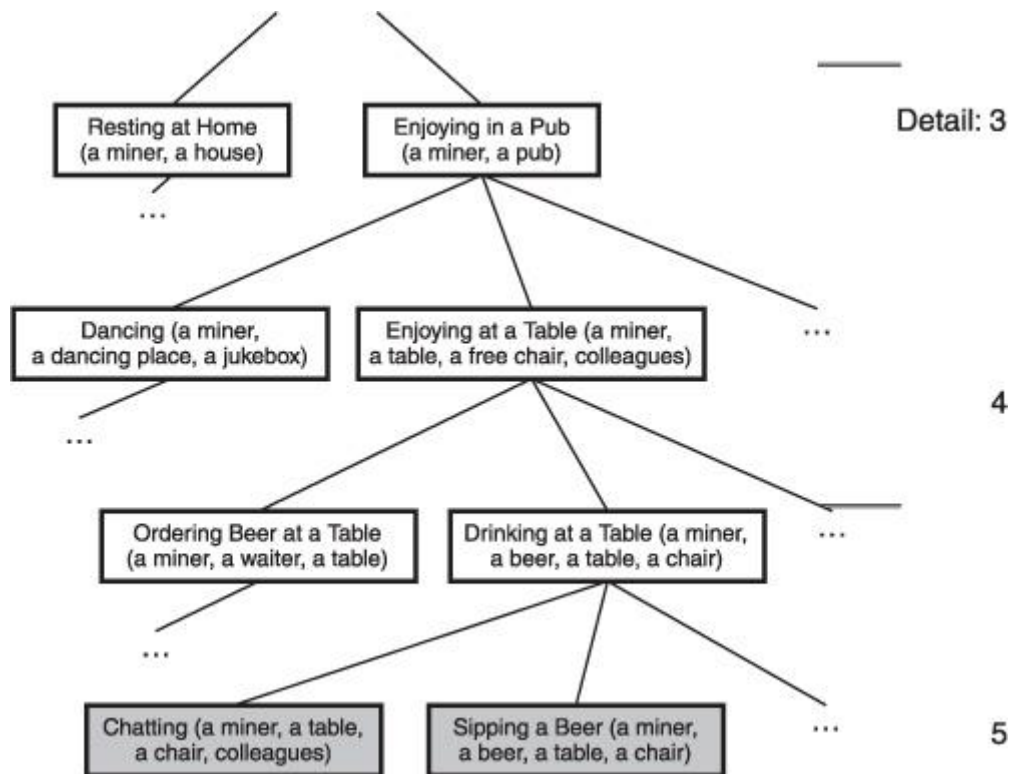 Resting at Home
(a miner, a house)
Enjoying in a Pub
(a miner, a pub)
Detail: 3
...
Dancing (a miner,
a dancing place, a jukebox)
Enjoying at a Table (a miner,
a table, a free chair, colleagues)
...
4
...
Ordering Beer at a Table
(a miner, a waiter, a table)
Drinking at a Table (a miner,
a beer, a table, a chair)
...
...
Chatting (a miner, a table,
a chair, colleagues)
Sipping a Beer (a miner,
a beer, a table, a chair)
...
5